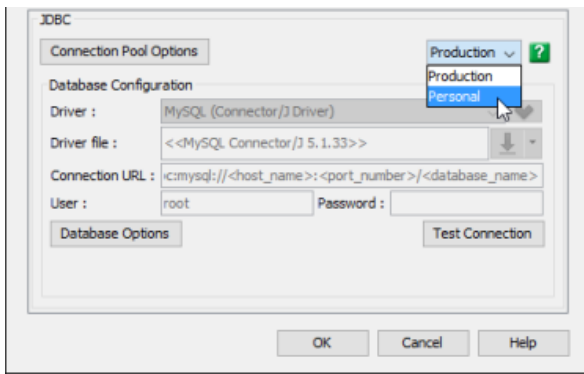 JDBC
Connection Pool Options Production ?
Production
Database Configuration
Personal
Driver : MySQL (Connector/J Driver)
Driver file : <<MySQL Connector/J 5.1.33>>
Connection URL : :mysql://<host_name>:<port_number>/<database_name>
User : root Password :
Database Options Test Connection
OK Cancel Help